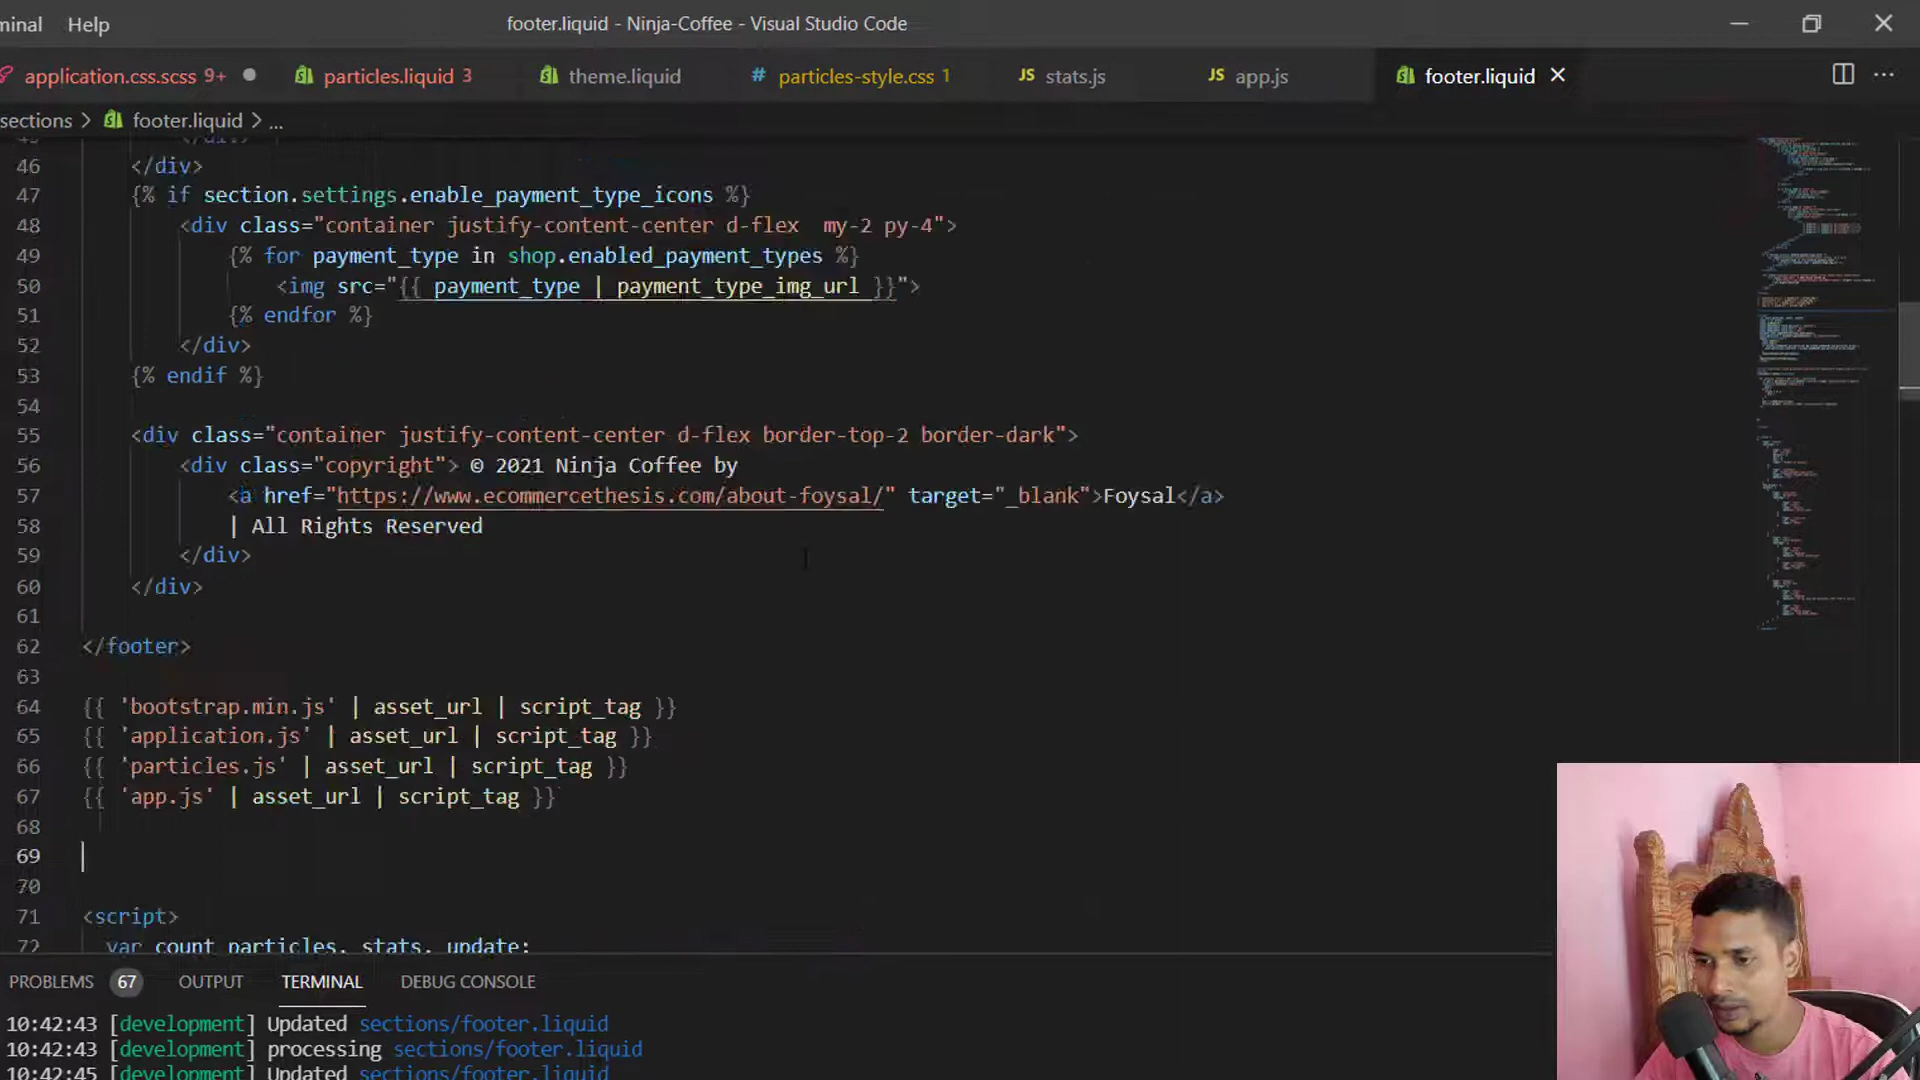 minal Help footer.liquid - Ninja-Coffee - Visual Studio Code
application.css.scss 9+ particles.liquid 3 theme.liquid # particles-style.css 1 JS stats.js JS app.js footer.liquid
sections > footer.liquid > ...
46 </div>
47 {% if section.settings.enable_payment_type_icons %}
48 <div class="container justify-content-center d-flex  my-2 py-4">
49 {% for payment_type in shop.enabled_payment_types %}
50 <img src="{{ payment_type | payment_type_img_url }}">
51 {% endfor %}
52 </div>
53 {% endif %}
54
55 <div class="container justify-content-center d-flex border-top-2 border-dark">
56 <div class="copyright"> © 2021 Ninja Coffee by
57 <a href="https://www.ecommercethesis.com/about-foysal/" target="_blank">Foysal</a>
58 | All Rights Reserved
59 </div>
60 </div>
61
62 </footer>
63
64 {{ 'bootstrap.min.js' | asset_url | script_tag }}
65 {{ 'application.js' | asset_url | script_tag }}
66 {{ 'particles.js' | asset_url | script_tag }}
67 {{ 'app.js' | asset_url | script_tag }}
68
69
70
71 <script>
72 var count_particles, stats, update;
PROBLEMS 67 OUTPUT TERMINAL DEBUG CONSOLE
10:42:43 [development] Updated sections/footer.liquid
10:42:43 [development] processing sections/footer.liquid
10:42:45 [development] Updated sections/footer.liquid